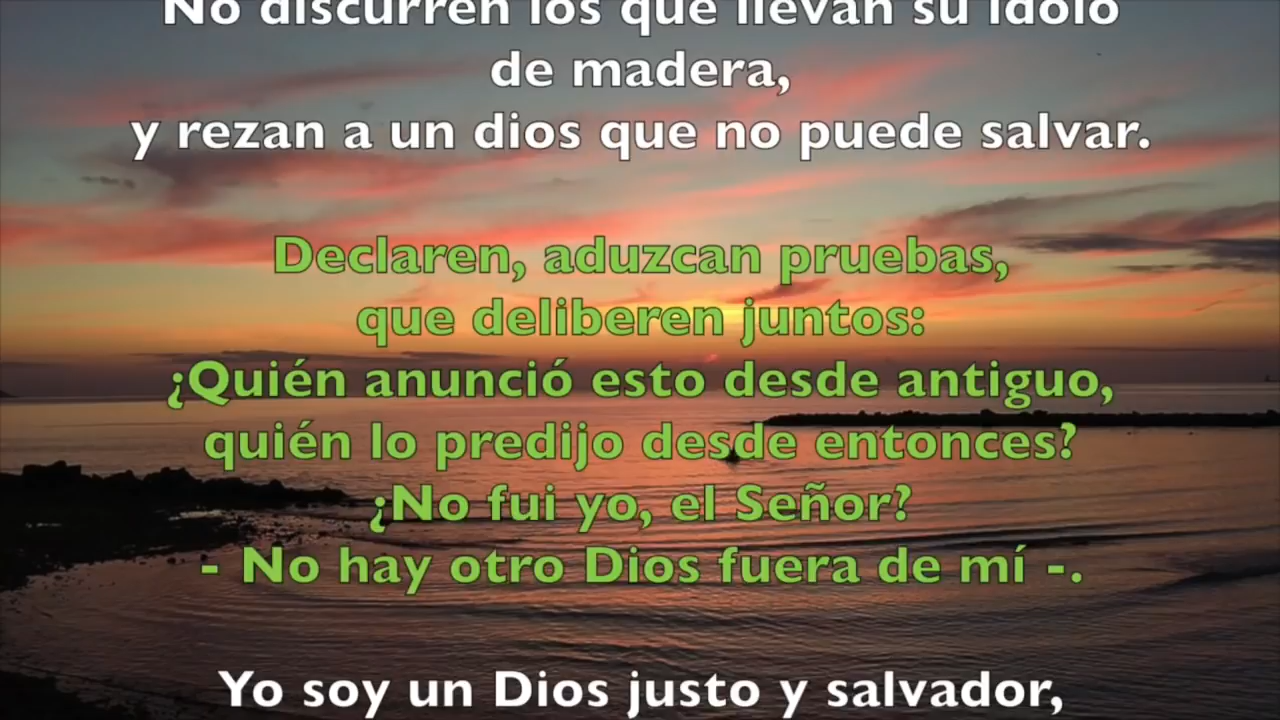 No discurren los que llevan su ídolo
de madera,
y rezan a un dios que no puede salvar.
Declaren, aduzcan pruebas,
que deliberen juntos:
¿Quién anunció esto desde antiguo,
quién lo predijo desde entonces?
¿No fui yo, el Señor?
- No hay otro Dios fuera de mí -.
Yo soy un Dios justo y salvador,